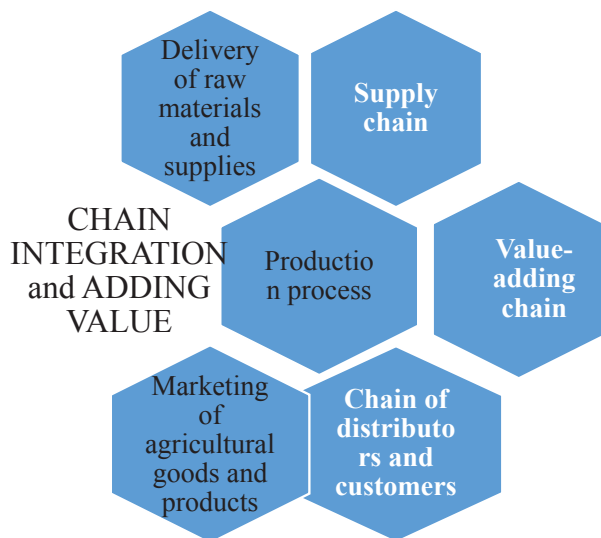 Delivery
of raw
materials
and
supplies
Supply
chain
CHAIN
INTEGRATION
and ADDING
VALUE
Productio
n process
Value-
adding
chain
Marketing
of
agricultural
goods and
products
Chain of
distributo
rs and
customers